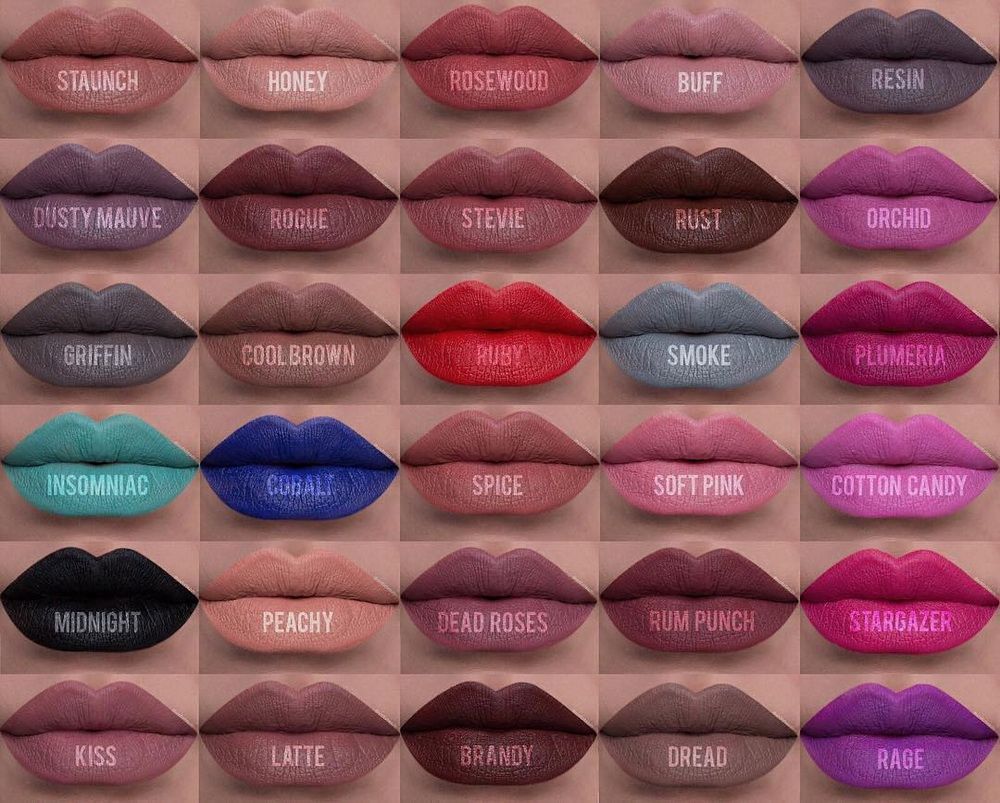 STAUNCH
HONEY
ROSEWOOD
BUFF
RESIN
DUSTY MAUVE
ROGUE
STEVIE
RUST
ORCHID
GRIFFIN
COOL BROWN
RUBY
SMOKE
PLUMERIA
INSOMNIAC
COBALT
SPICE
SOFT PINK
COTTON CANDY
MIDNIGHT
PEACHY
DEAD ROSES
RUM PUNCH
STARGAZER
KISS
LATTE
BRANDY
DREAD
RAGE